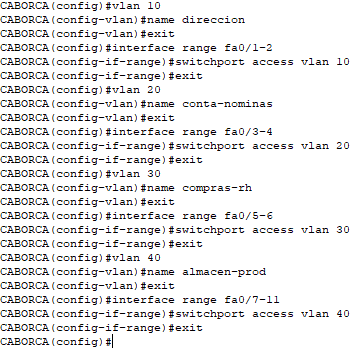 CABORCA(config)#vlan 10
CABORCA(config-vlan)#name direccion
CABORCA(config-vlan)#exit
CABORCA(config)#interface range fa0/1-2
CABORCA(config-if-range)#switchport access vlan 10
CABORCA(config-if-range)#exit
CABORCA(config)#vlan 20
CABORCA(config-vlan)#name conta-nominas
CABORCA(config-vlan)#exit
CABORCA(config)#interface range fa0/3-4
CABORCA(config-if-range)#switchport access vlan 20
CABORCA(config-if-range)#exit
CABORCA(config)#vlan 30
CABORCA(config-vlan)#name compras-rh
CABORCA(config-vlan)#exit
CABORCA(config)#interface range fa0/5-6
CABORCA(config-if-range)#switchport access vlan 30
CABORCA(config-if-range)#exit
CABORCA(config)#vlan 40
CABORCA(config-vlan)#name almacen-prod
CABORCA(config-vlan)#exit
CABORCA(config)#interface range fa0/7-11
CABORCA(config-if-range)#switchport access vlan 40
CABORCA(config-if-range)#exit
CABORCA(config)#